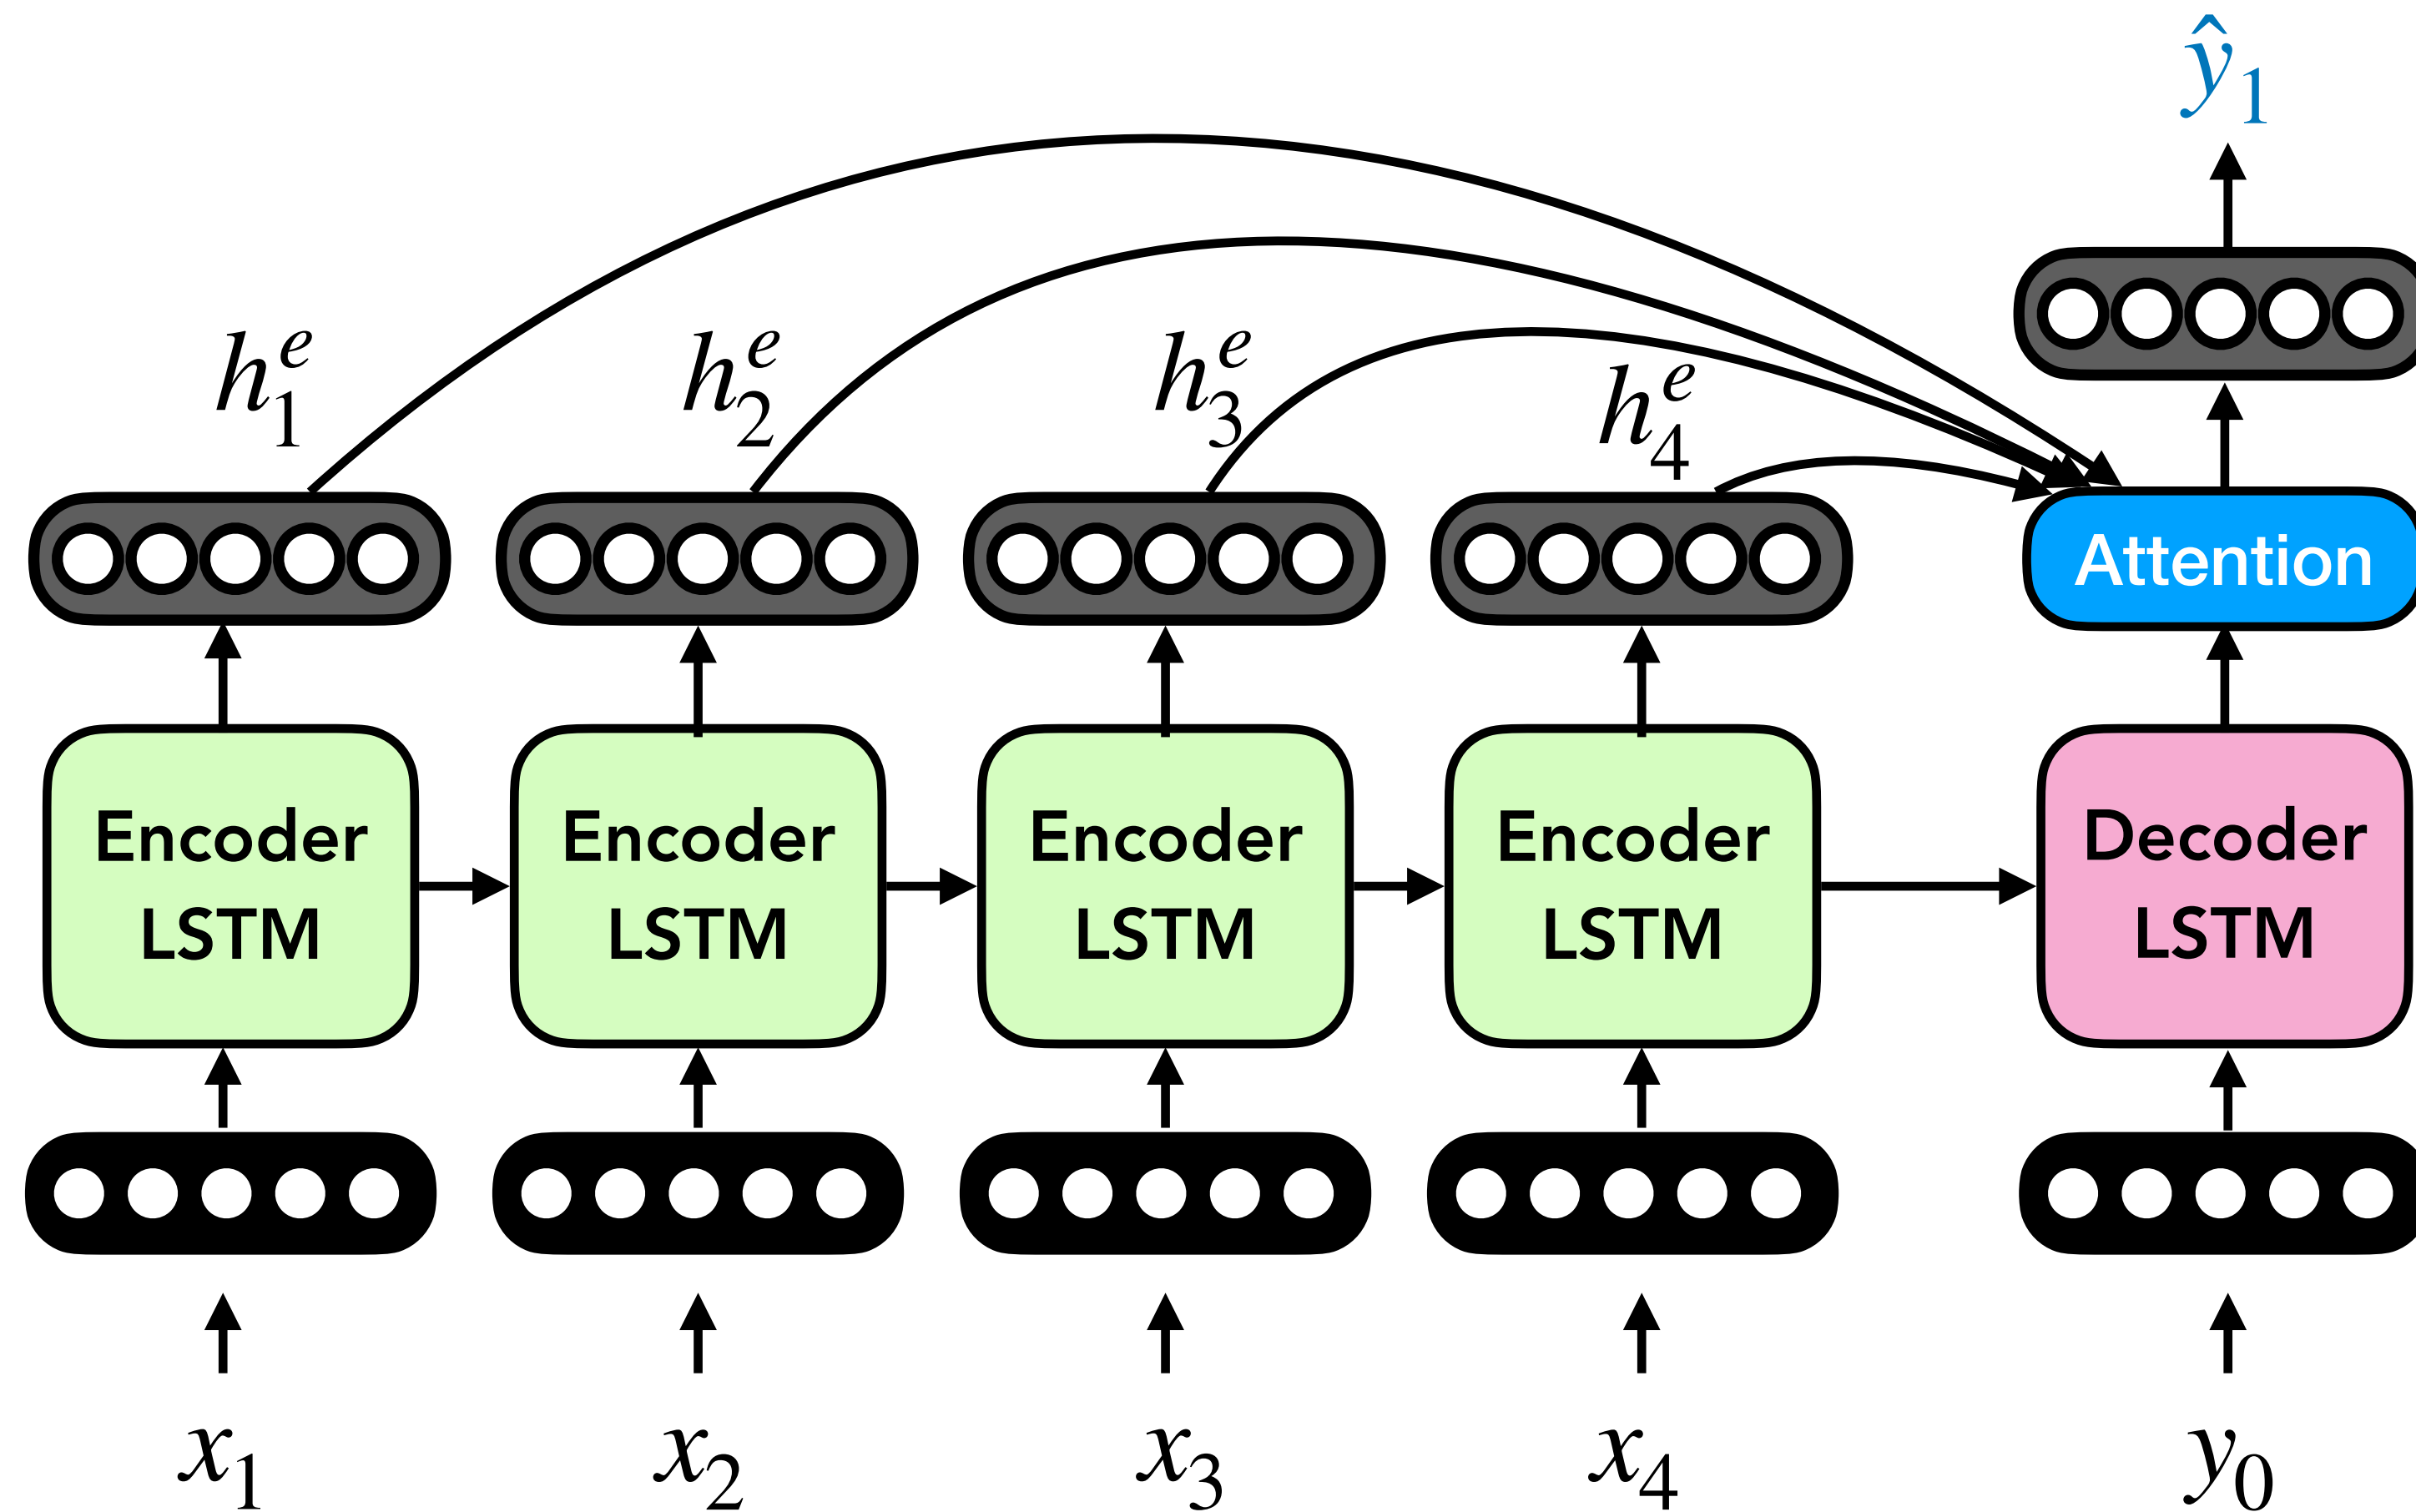 ŷ₁
h₁ᵉ h₂ᵉ h₃ᵉ h₄ᵉ
Attention
Encoder LSTM
Encoder LSTM
Encoder LSTM
Encoder LSTM
Decoder LSTM
x₁ x₂ x₃ x₄ y₀